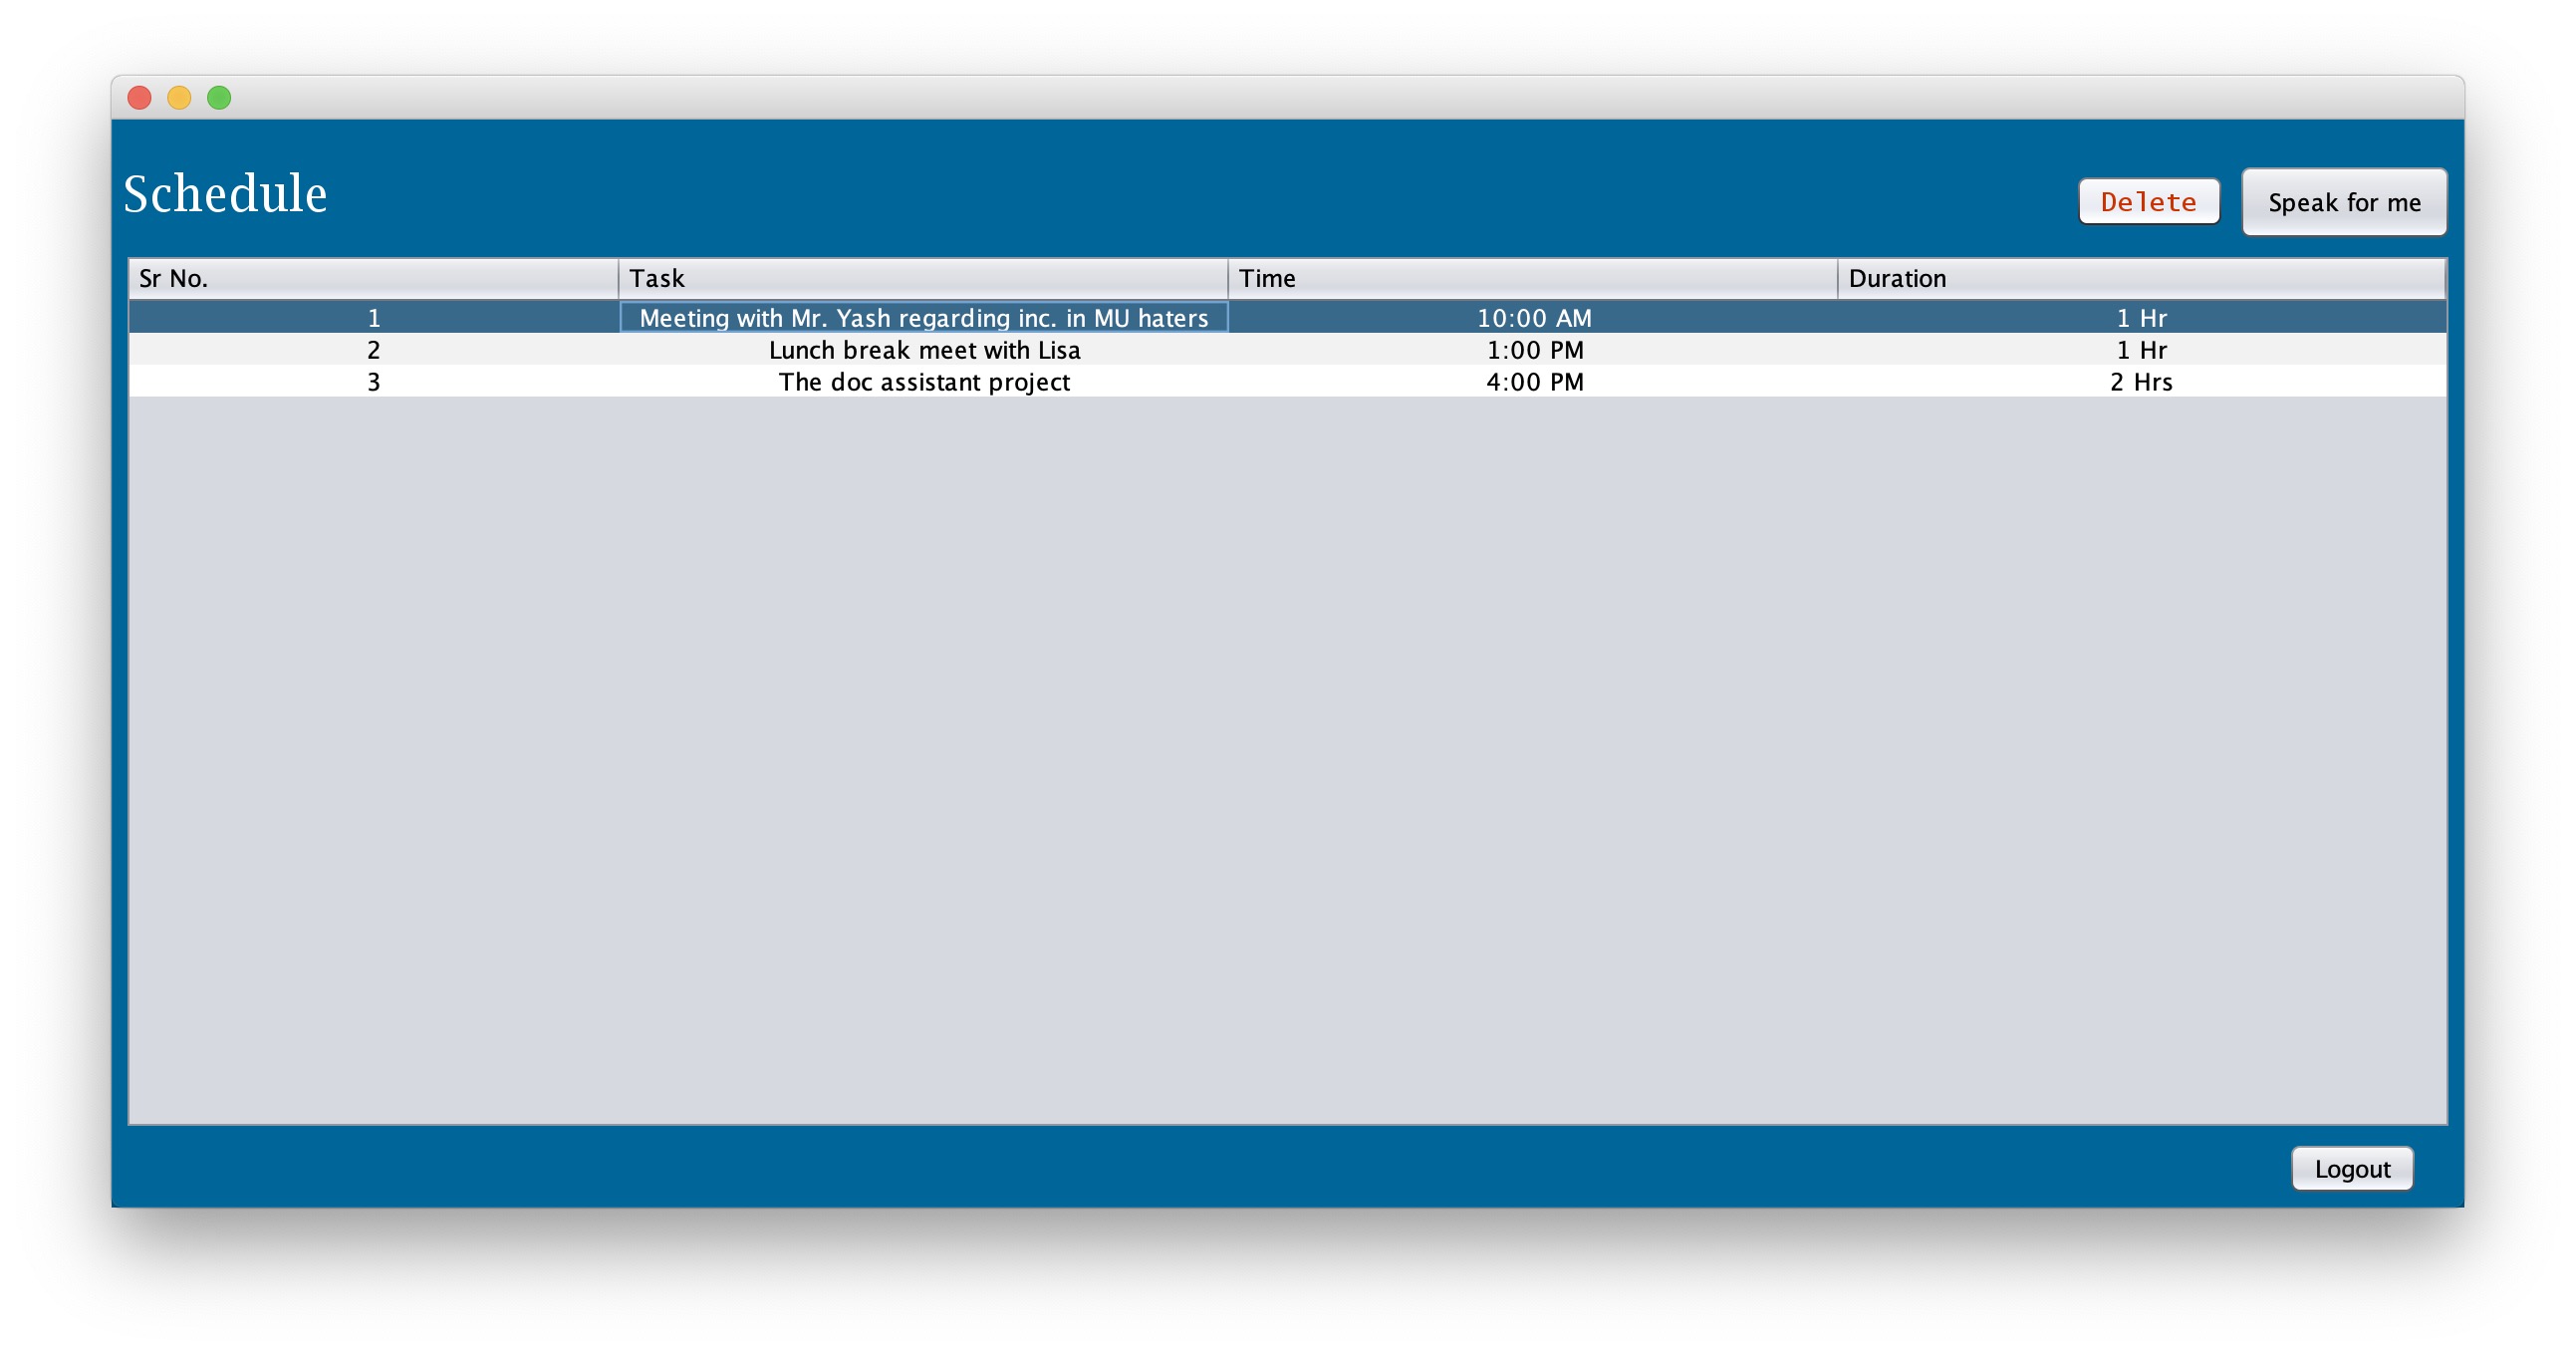 Schedule
Delete
Speak for me
Sr No. Task Time Duration
1 Meeting with Mr. Yash regarding inc. in MU haters 10:00 AM 1 Hr
2 Lunch break meet with Lisa 1:00 PM 1 Hr
3 The doc assistant project 4:00 PM 2 Hrs
Logout